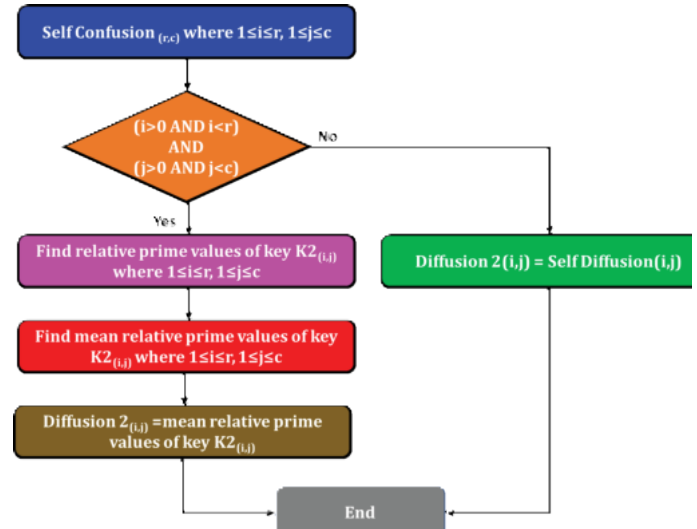 Self Confusion (r,c) where 1≤i≤r, 1≤j≤c
(i>0 AND i<r)
AND
(j>0 AND j<c)
No
Yes
Find relative prime values of key K2(i,j)
where 1≤i≤r, 1≤j≤c
Diffusion 2(i,j) = Self Diffusion(i,j)
Find mean relative prime values of key
K2(i,j) where 1≤i≤r, 1≤j≤c
Diffusion 2(i,j) =mean relative prime
values of key K2(i,j)
End